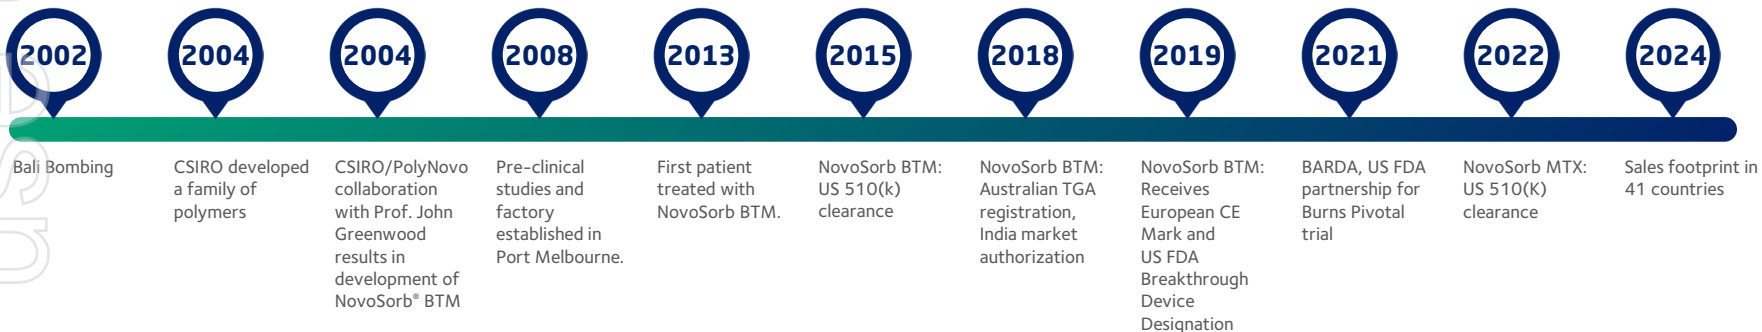 2002
2004
2004
2008
2013
2015
2018
2019
2021
2022
2024
Bali Bombing
CSIRO developed
a family of
polymers
CSIRO/PolyNovo
collaboration
with Prof. John
Greenwood
results in
development of
NovoSorb® BTM
Pre-clinical
studies and
factory
established in
Port Melbourne.
First patient
treated with
NovoSorb BTM.
NovoSorb BTM:
US 510(k)
clearance
NovoSorb BTM:
Australian TGA
registration,
India market
authorization
NovoSorb BTM:
Receives
European CE
Mark and
US FDA
Breakthrough
Device
Designation
BARDA, US FDA
partnership for
Burns Pivotal
trial
NovoSorb MTX:
US 510(K)
clearance
Sales footprint in
41 countries